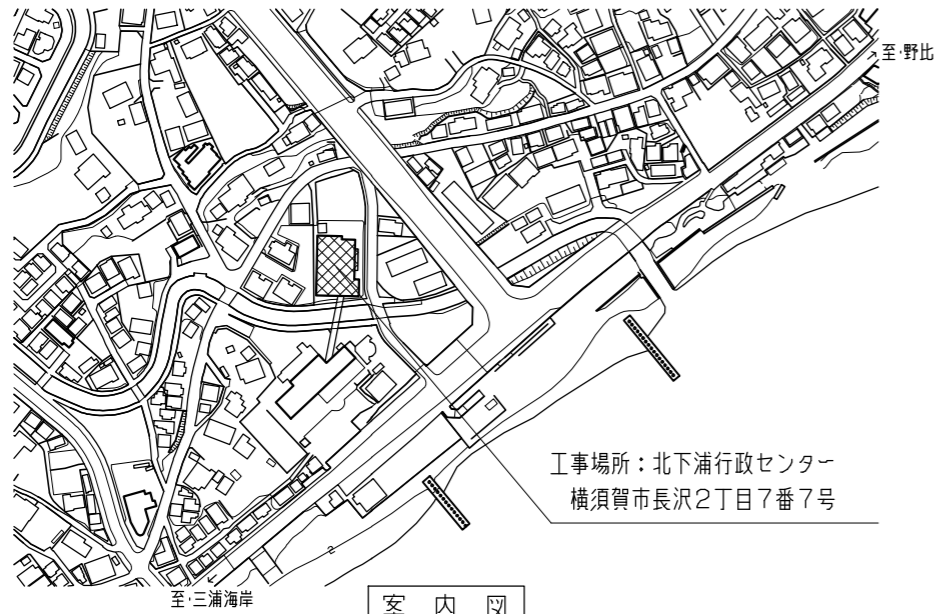 至・野比
工事場所：北下浦行政センター
横須賀市長沢2丁目7番7号
至・三浦海岸
案内図